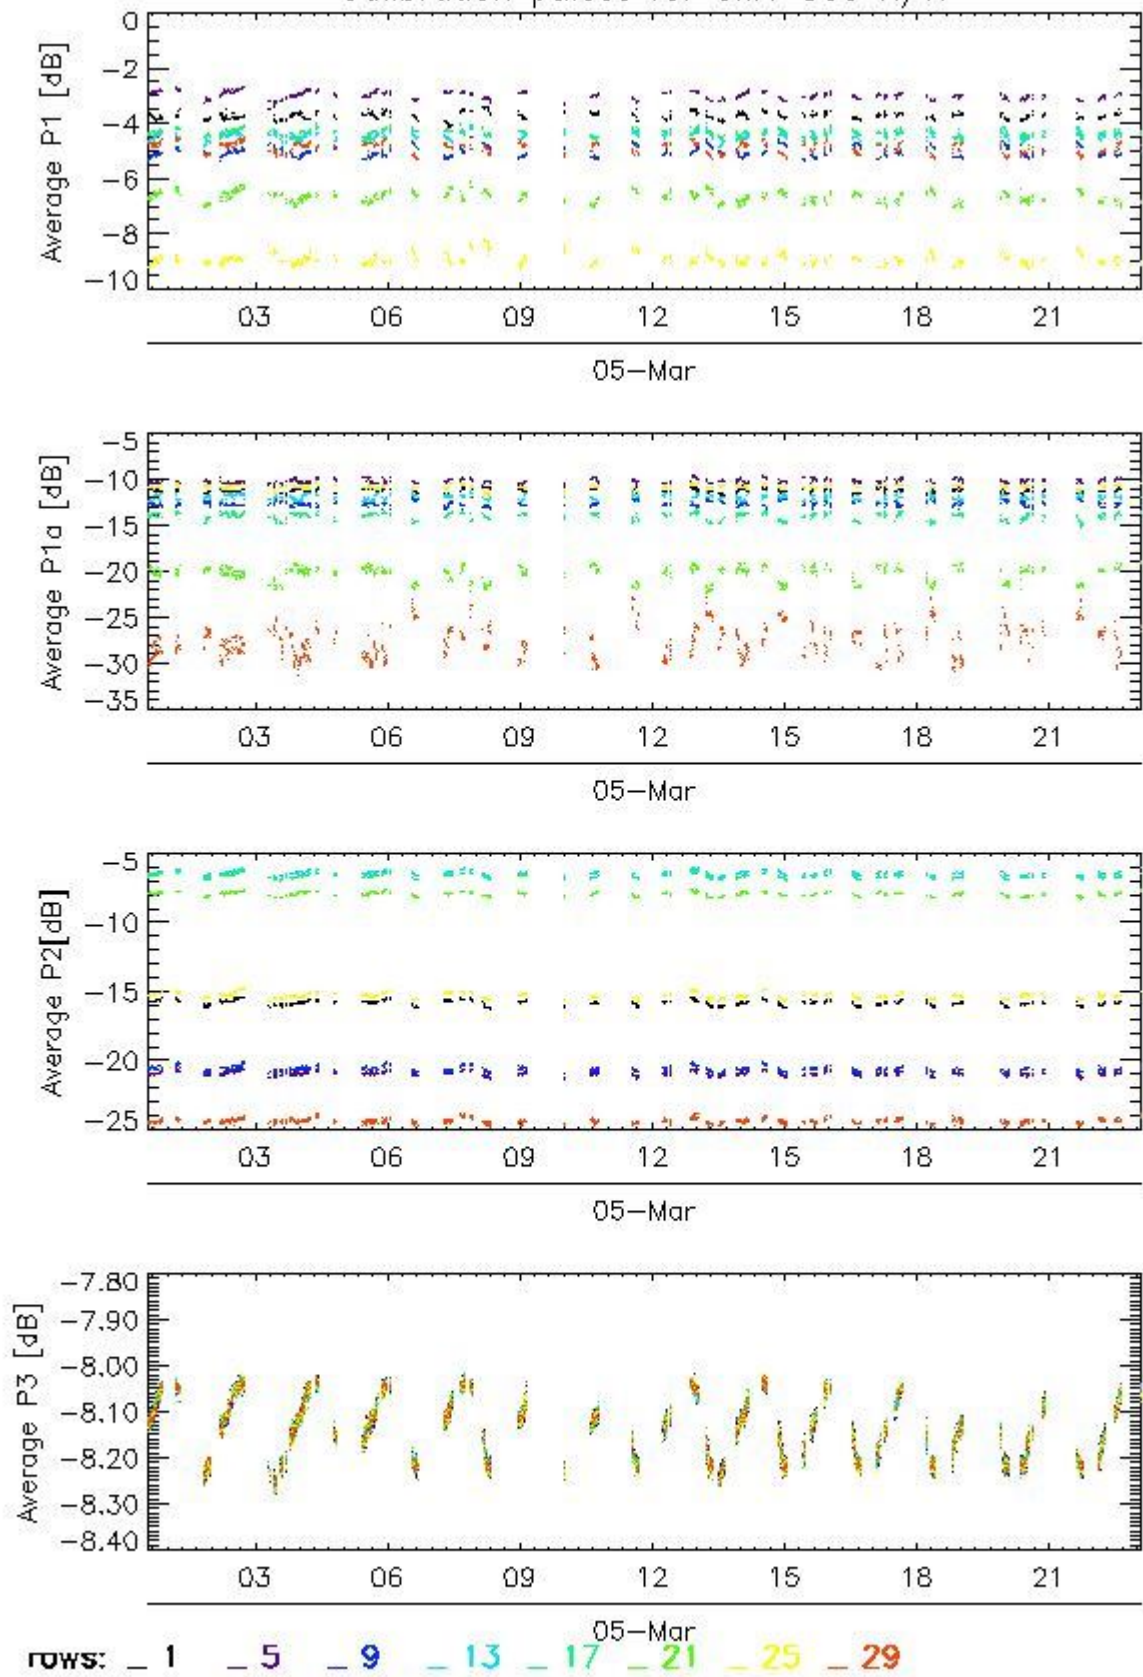 0
-2
-4
-6
-8
-10
Average P1 [dB]
03 06 09 12 15 18 21
05-Mar
-5
-10
-15
-20
-25
-30
-35
Average P1a [dB]
03 06 09 12 15 18 21
05-Mar
-5
-10
-15
-20
-25
Average P2[dB]
03 06 09 12 15 18 21
05-Mar
-7.80
-7.90
-8.00
-8.10
-8.20
-8.30
-8.40
Average P3 [dB]
03 06 09 12 15 18 21
05-Mar
rows: _ 1 _ 5 _ 9 _ 13 _ 17 _ 21 _ 25 _ 29